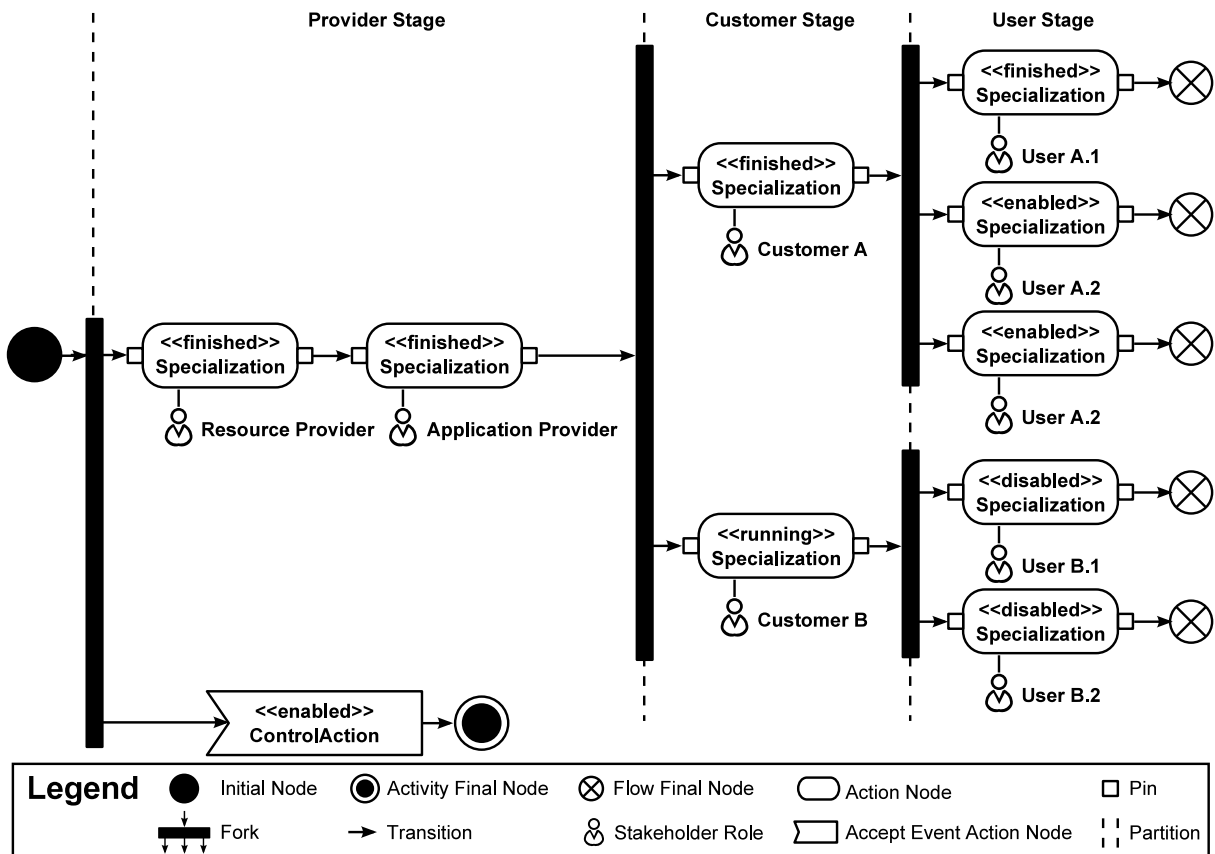 Provider Stage
Customer Stage
User Stage
<<finished>>
Specialization
User A.1
<<finished>>
Specialization
Customer A
<<enabled>>
Specialization
User A.2
<<finished>>
Specialization
Resource Provider
<<finished>>
Specialization
Application Provider
<<enabled>>
Specialization
User A.2
<<disabled>>
Specialization
User B.1
<<running>>
Specialization
Customer B
<<disabled>>
Specialization
User B.2
<<enabled>>
ControlAction
Legend
Initial Node
Activity Final Node
Flow Final Node
Action Node
Pin
Fork
Transition
Stakeholder Role
Accept Event Action Node
Partition